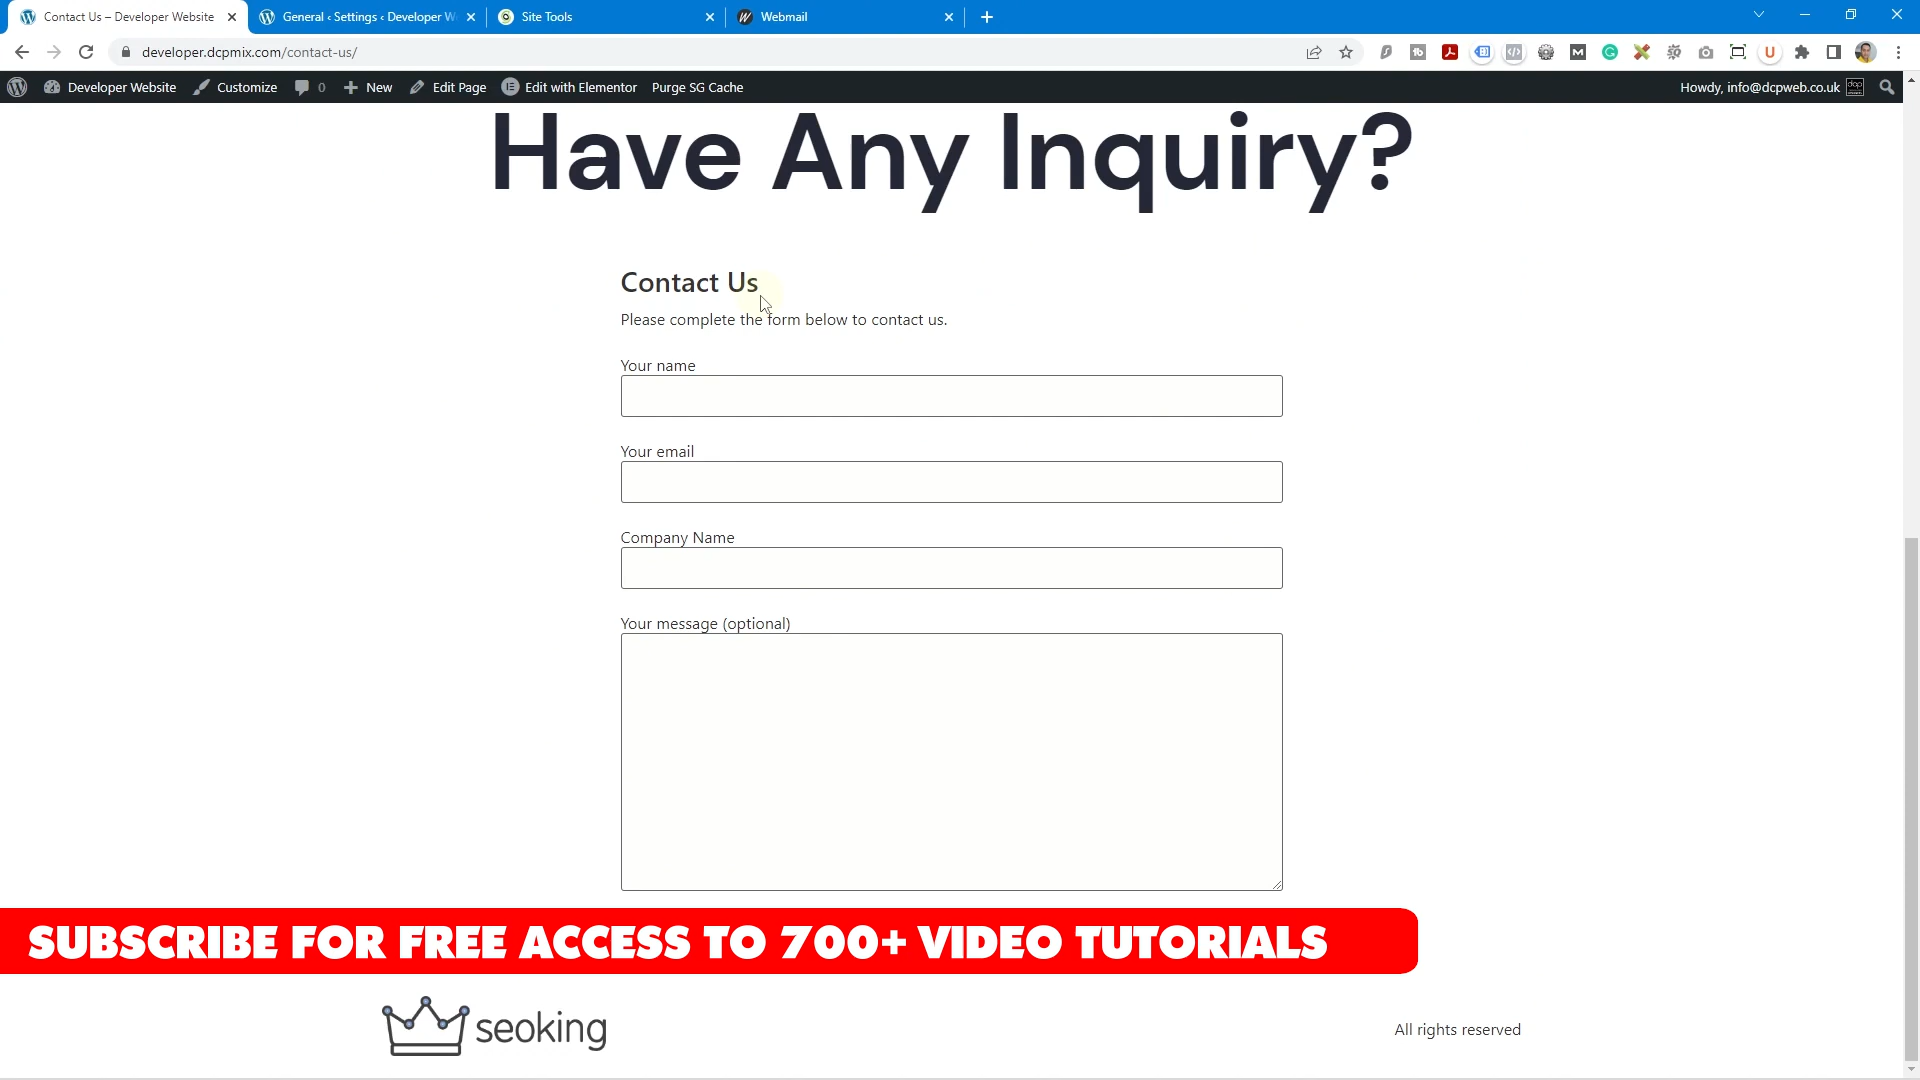 Contact Us – Developer Website
General ‹ Settings ‹ Developer W
Site Tools
Webmail
developer.dcpmix.com/contact-us/
Developer Website
Customize
0
New
Edit Page
Edit with Elementor
Purge SG Cache
Howdy, info@dcpweb.co.uk
Have Any Inquiry?
Contact Us
Please complete the form below to contact us.
Your name
Your email
Company Name
Your message (optional)
SUBSCRIBE FOR FREE ACCESS TO 700+ VIDEO TUTORIALS
seoking
All rights reserved